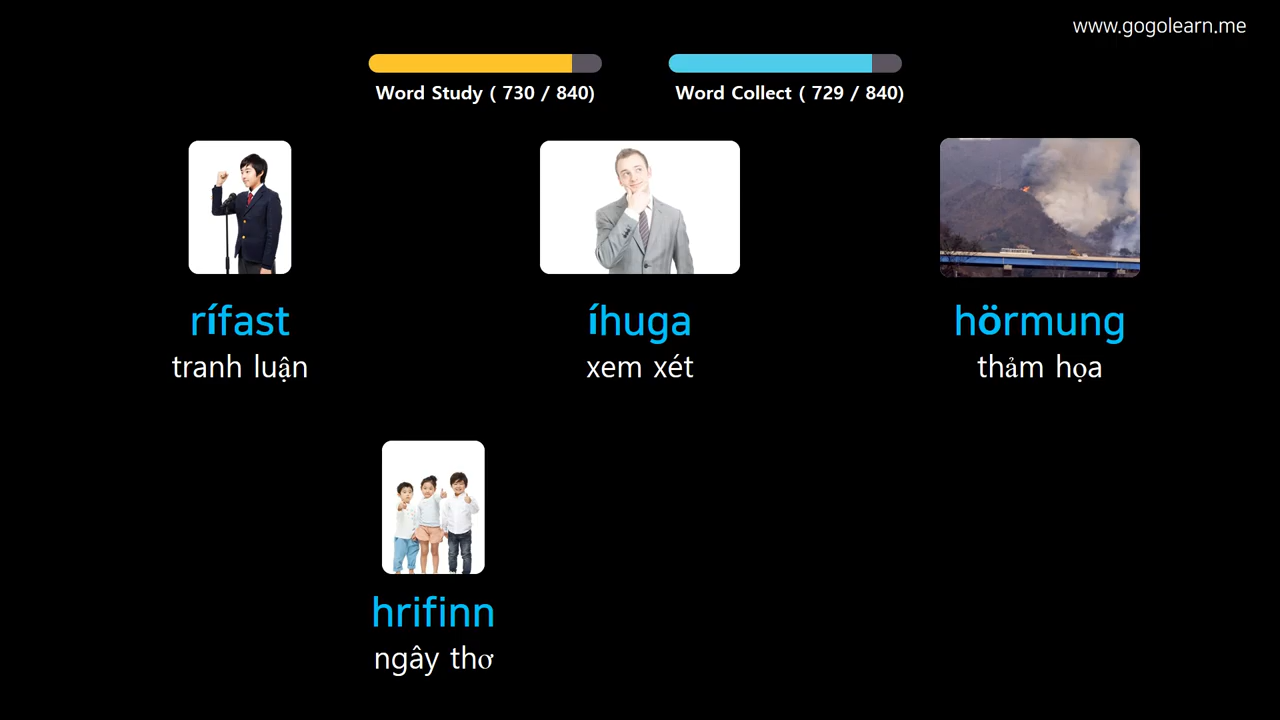 www.gogolearn.me
Word Study ( 730 / 840)
Word Collect ( 729 / 840)
rífast
tranh luận
íhuga
xem xét
hörmung
thảm họa
hrifinn
ngây thơ